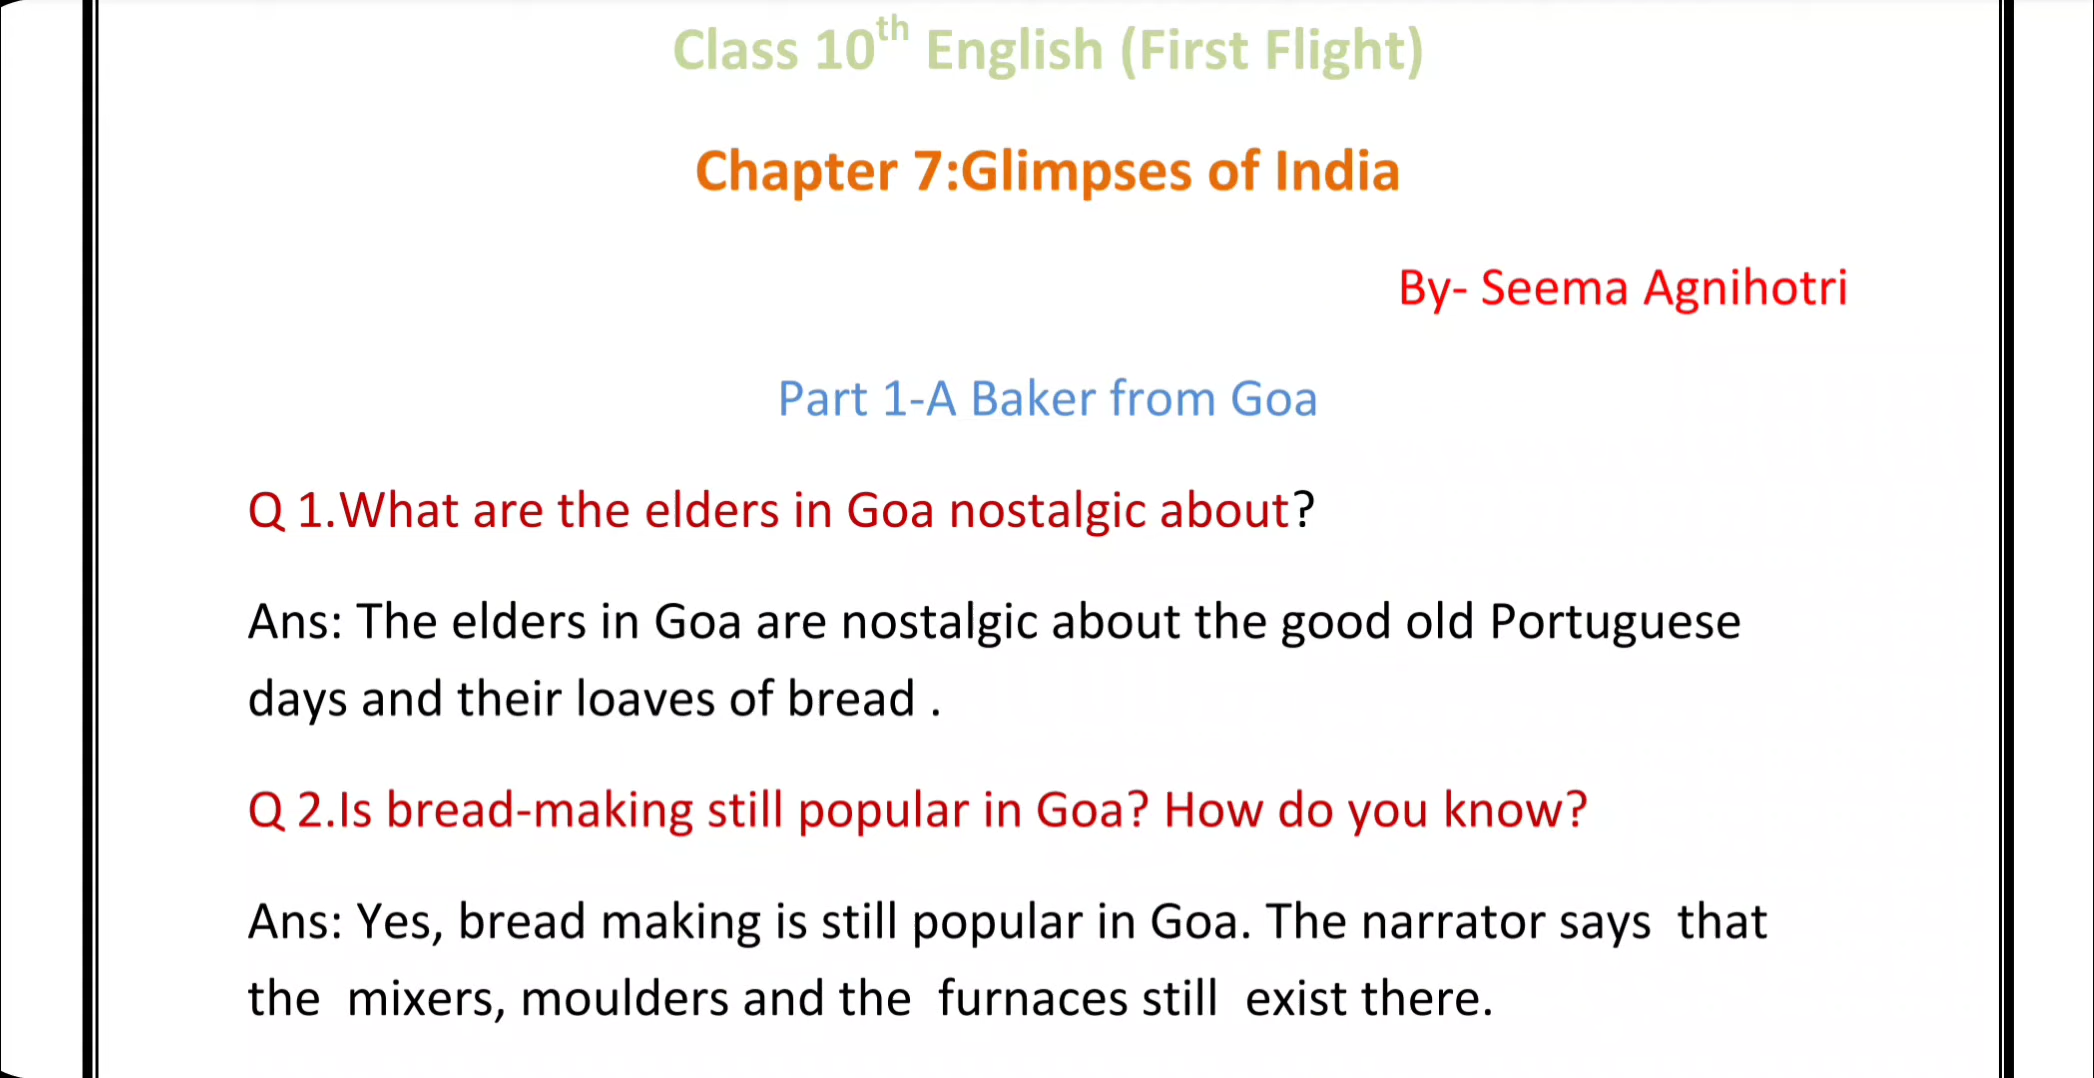 Class 10th English (First Flight)
Chapter 7:Glimpses of India
By- Seema Agnihotri
Part 1-A Baker from Goa
Q 1.What are the elders in Goa nostalgic about?
Ans: The elders in Goa are nostalgic about the good old Portuguese
days and their loaves of bread .
Q 2.Is bread-making still popular in Goa? How do you know?
Ans: Yes, bread making is still popular in Goa. The narrator says  that
the  mixers, moulders and the  furnaces still  exist there.